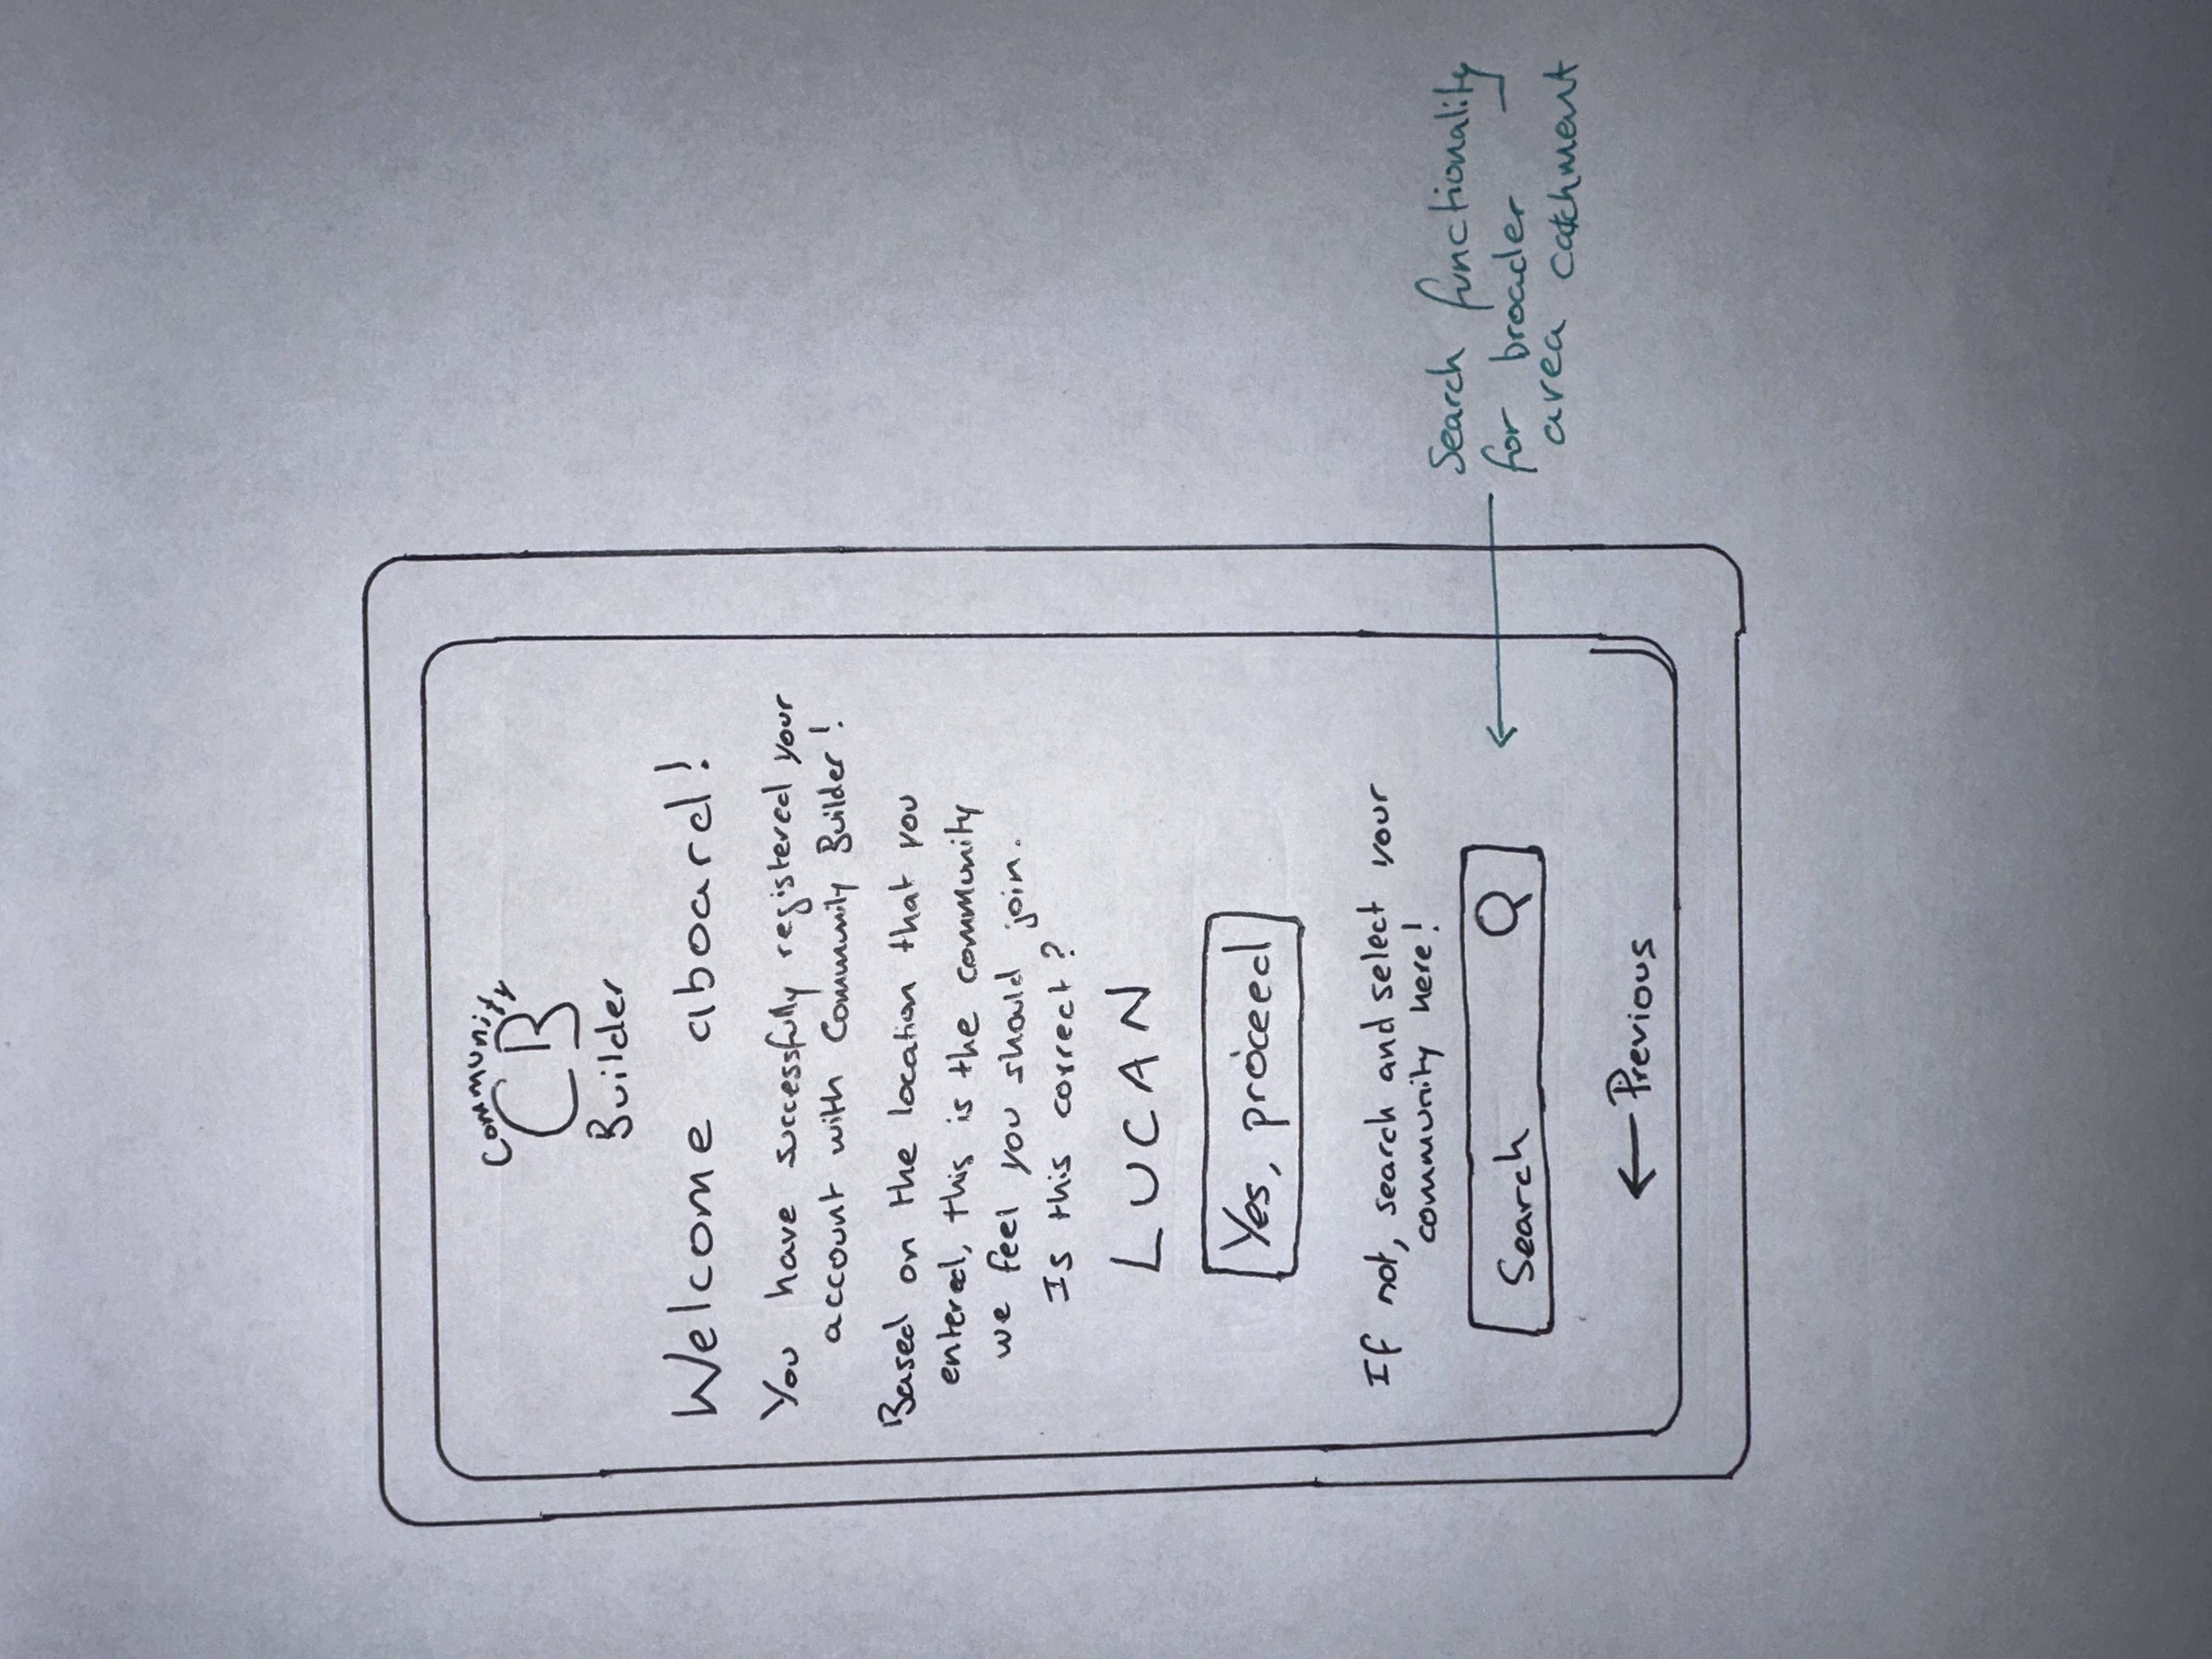 Community
CB
Builder
Welcome aboard!
You have successfully registered your
account with Community Builder!
Based on the location that you
entered, this is the community
we feel you should join.
Is this correct?
LUCAN
Yes, proceed
If not, search and select your
community here!
Search
← Previous
Search functionality
for broader
area catchment